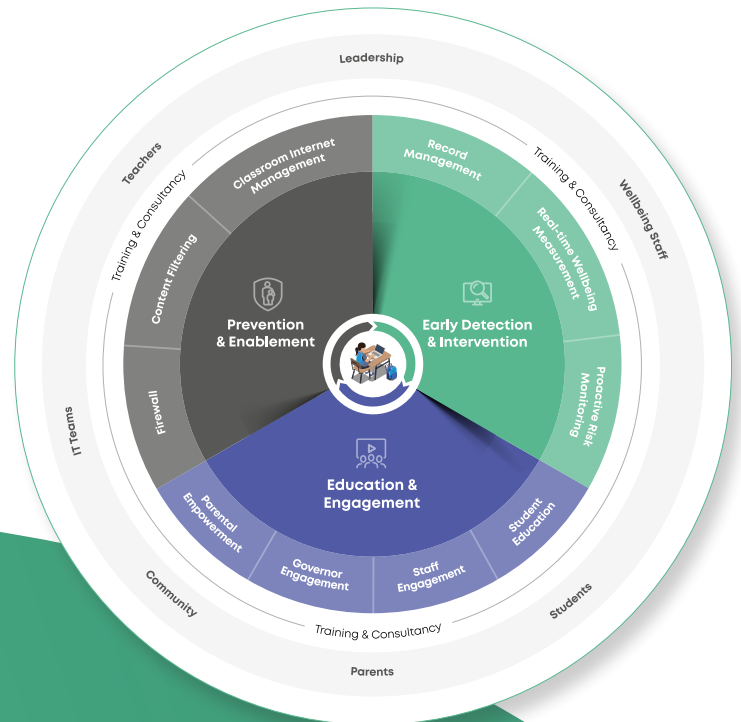 Leadership
Teachers
Wellbeing Staff
IT Teams
Community
Students
Parents
Training & Consultancy
Training & Consultancy
Training & Consultancy
Classroom Internet
Management
Content Filtering
Firewall
Record
Management
Real-time Wellbeing
Measurement
Proactive Risk
Monitoring
Prevention
& Enablement
Early Detection
& Intervention
Education &
Engagement
Parental
Empowerment
Governor
Engagement
Staff
Engagement
Student
Education